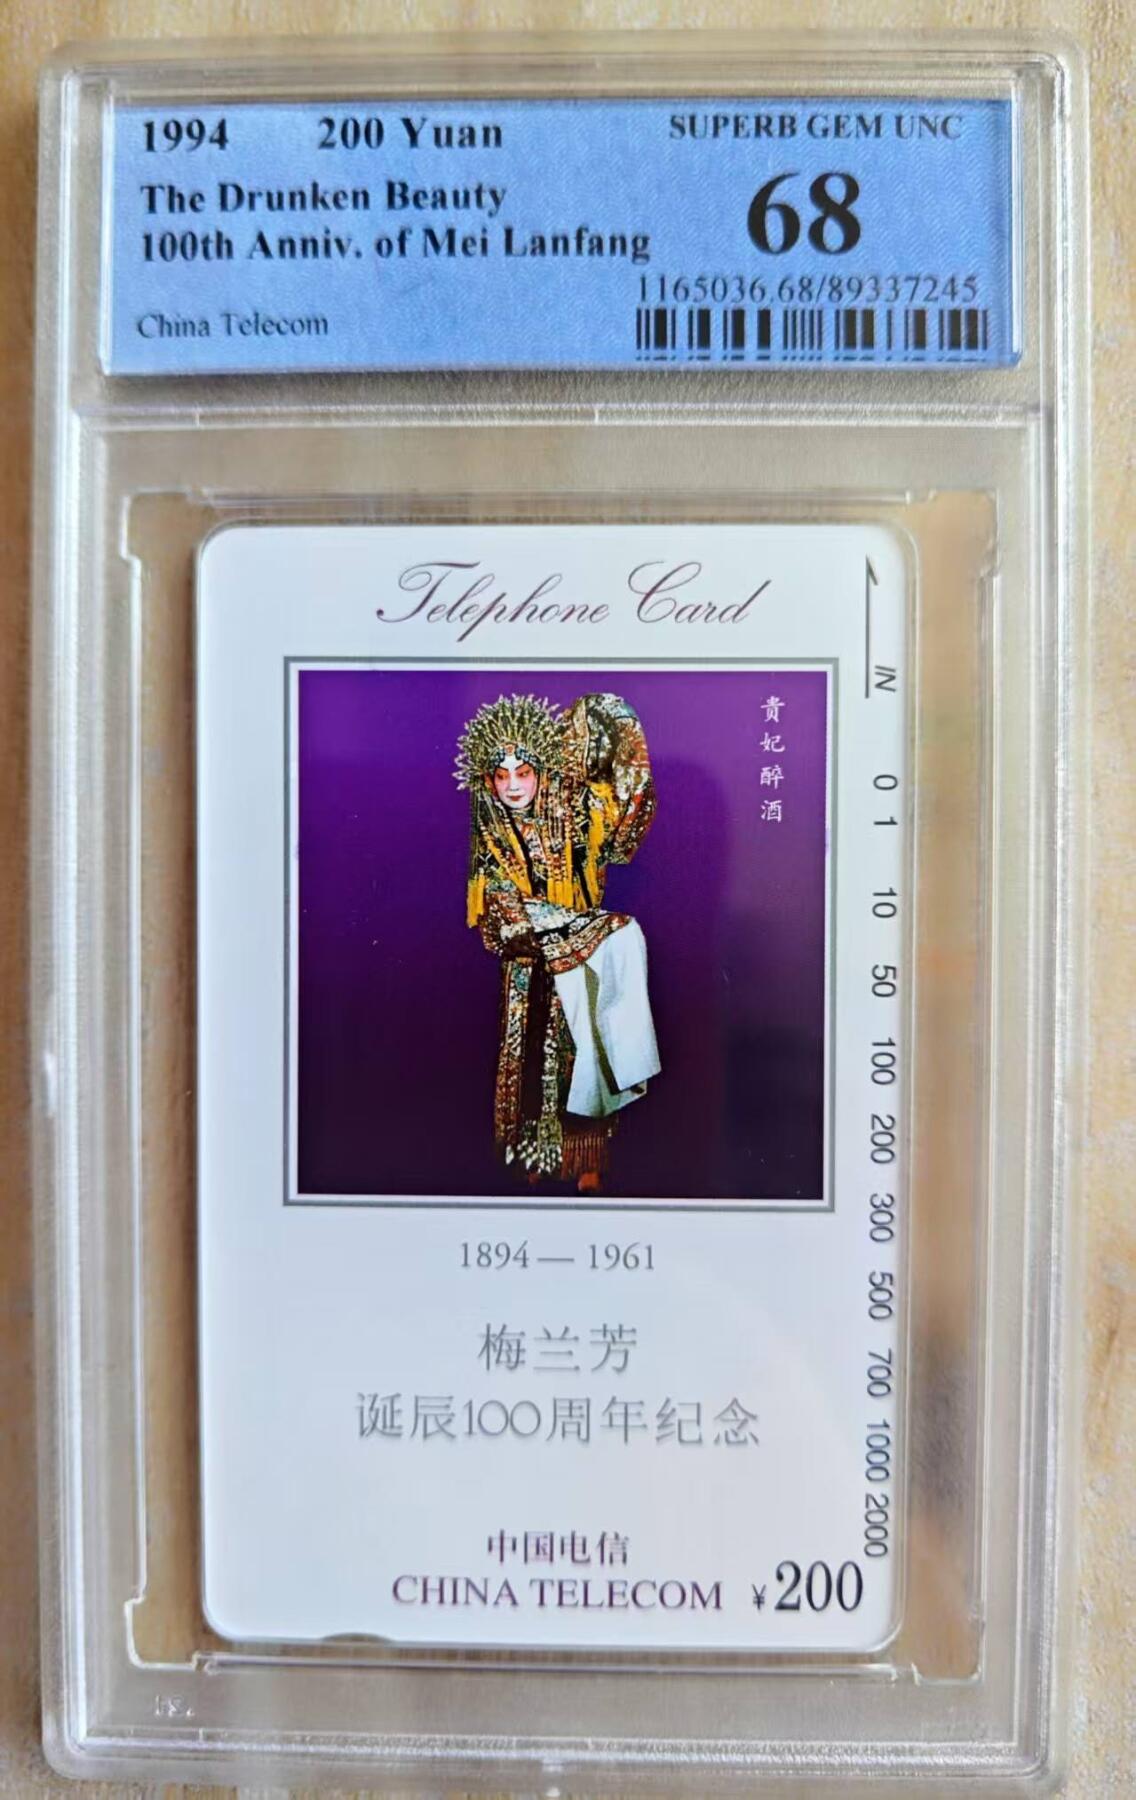 1994 200 Yuan SUPERB GEM UNC
The Drunken Beauty
68
100th Anniv. of Mei Lanfang
1165036.68/89337245
China Telecom
Telephone Card
贵妃醉酒
IN 0 1 10 50 100 200 300 500 700 1000 2000
1894—1961
梅兰芳
诞辰100周年纪念
中国电信
CHINA TELECOM ¥200